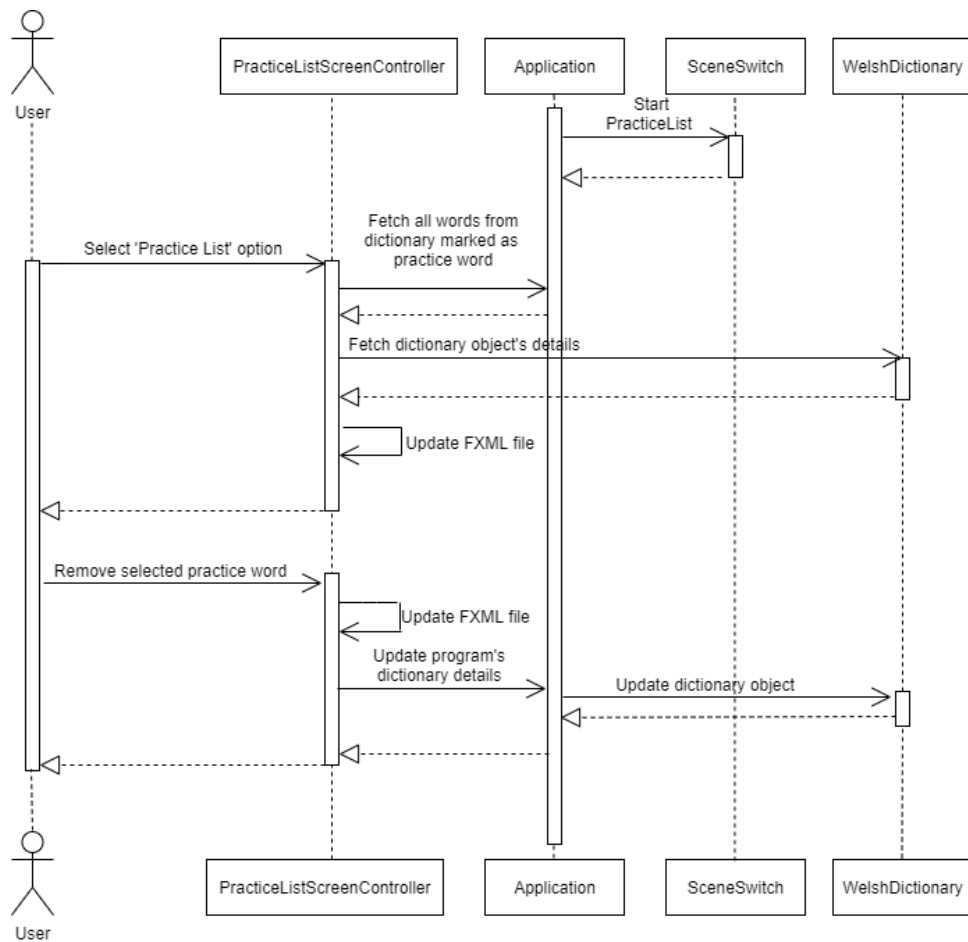 User
PracticeListScreenController
Application
SceneSwitch
WelshDictionary
Start
PracticeList
Fetch all words from
dictionary marked as
practice word
Select 'Practice List' option
Fetch dictionary object's details
Update FXML file
Remove selected practice word
Update FXML file
Update program's
dictionary details
Update dictionary object
User
PracticeListScreenController
Application
SceneSwitch
WelshDictionary